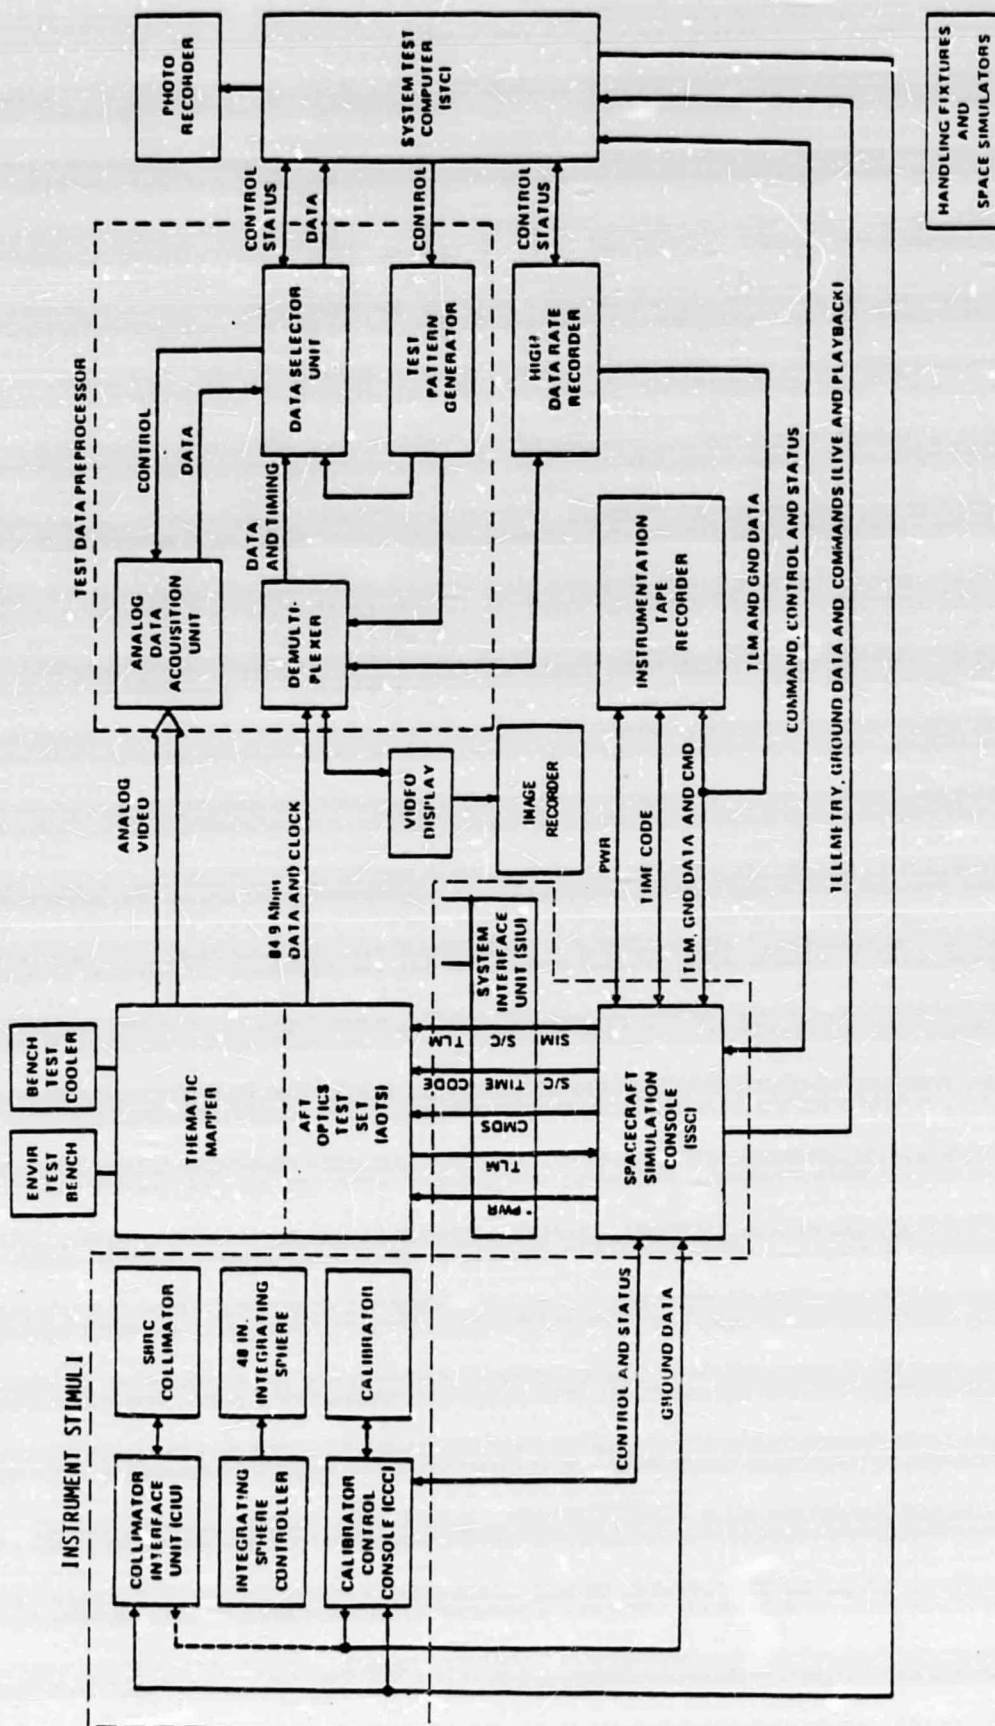 INSTRUMENT STIMULI
COLLIMATOR
INTERFACE
UNIT (CIU)
SBRC
COLLIMATOR
INTEGRATING
SPHERE
CONTROLLER
48 IN.
INTEGRATING
SPHERE
CALIBRATOR
CONTROL
CONSOLE (CCC)
CALIBRATOR
CONTROL AND STATUS
GROUND DATA
ENVIR
TEST
BENCH
BENCH
TEST
COOLER
THEMATIC
MAPPER
AFT
OPTICS
TEST
SET
(AOTS)
* PWR
TLM
CMDS
S/C TIME CODE
SIM S/C TLM
SYSTEM
INTERFACE
UNIT (SIU)
SPACECRAFT
SIMULATION
CONSOLE
(SSC)
ANALOG
VIDEO
84.9 Mbps
DATA AND CLOCK
VIDEO
DISPLAY
IMAGE
RECORDER
PWR
TIME CODE
TLM, GND DATA AND CMD
INSTRUMENTATION
TAPE
RECORDER
TEST DATA PREPROCESSOR
ANALOG
DATA
ACQUISITION
UNIT
CONTROL
DATA
DEMULTI-
PLEXER
DATA
AND TIMING
DATA SELECTOR
UNIT
TEST
PATTERN
GENERATOR
HIGH
DATA RATE
RECORDER
CONTROL
STATUS
DATA
CONTROL
CONTROL
STATUS
PHOTO
RECORDER
SYSTEM TEST
COMPUTER
(STC)
TLM AND GND DATA
COMMAND, CONTROL AND STATUS
TELEMETRY, GROUND DATA AND COMMANDS (LIVE AND PLAYBACK)
HANDLING FIXTURES
AND
SPACE SIMULATORS